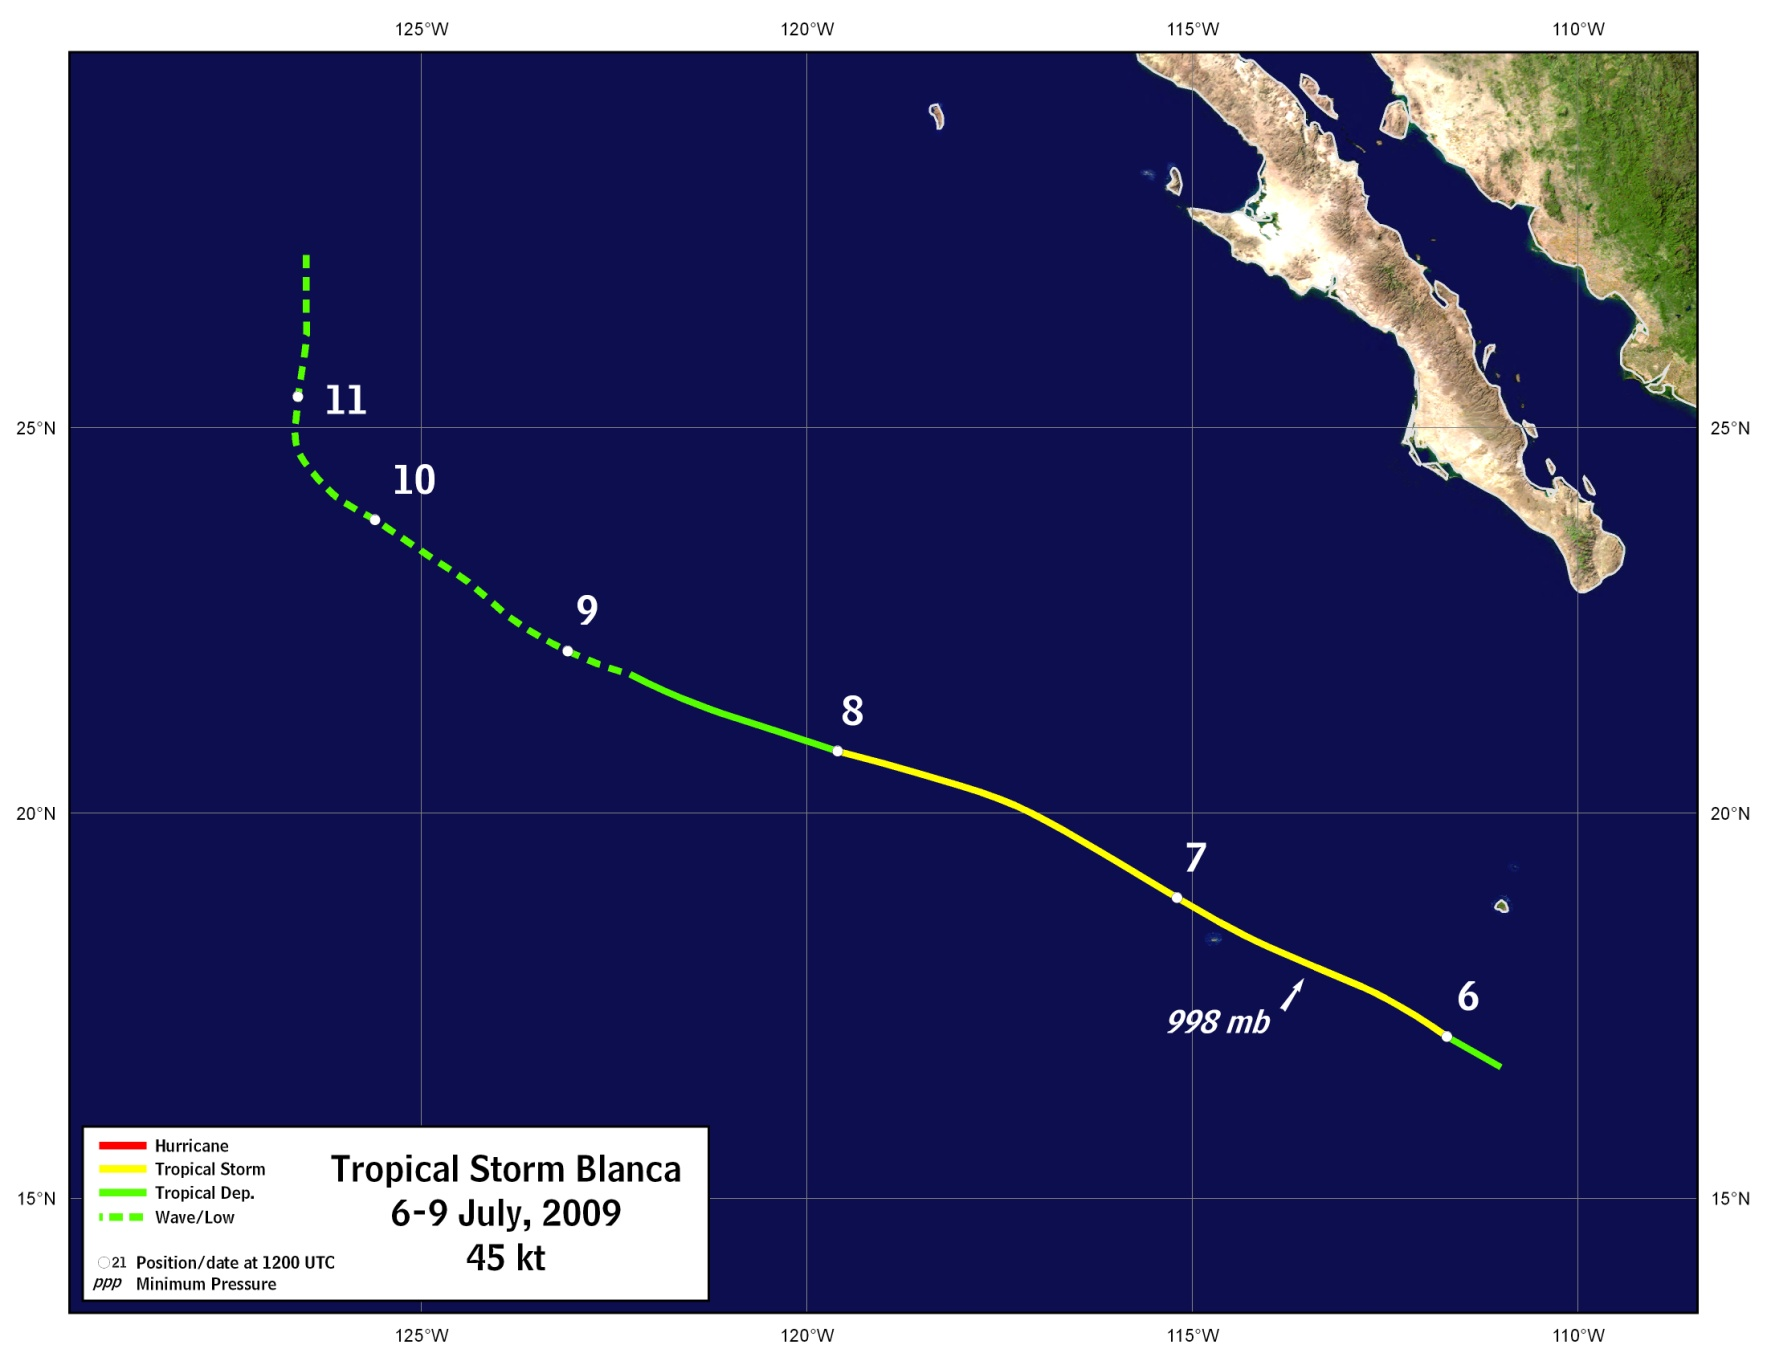 125°W 120°W 115°W 110°W
11
25°N 25°N
10
9
8
20°N 20°N
7
6
998 mb
Hurricane
Tropical Storm
Tropical Dep.
Wave/Low
21 Position/date at 1200 UTC
ppp Minimum Pressure
Tropical Storm Blanca
6-9 July, 2009
45 kt
15°N 15°N
125°W 120°W 115°W 110°W